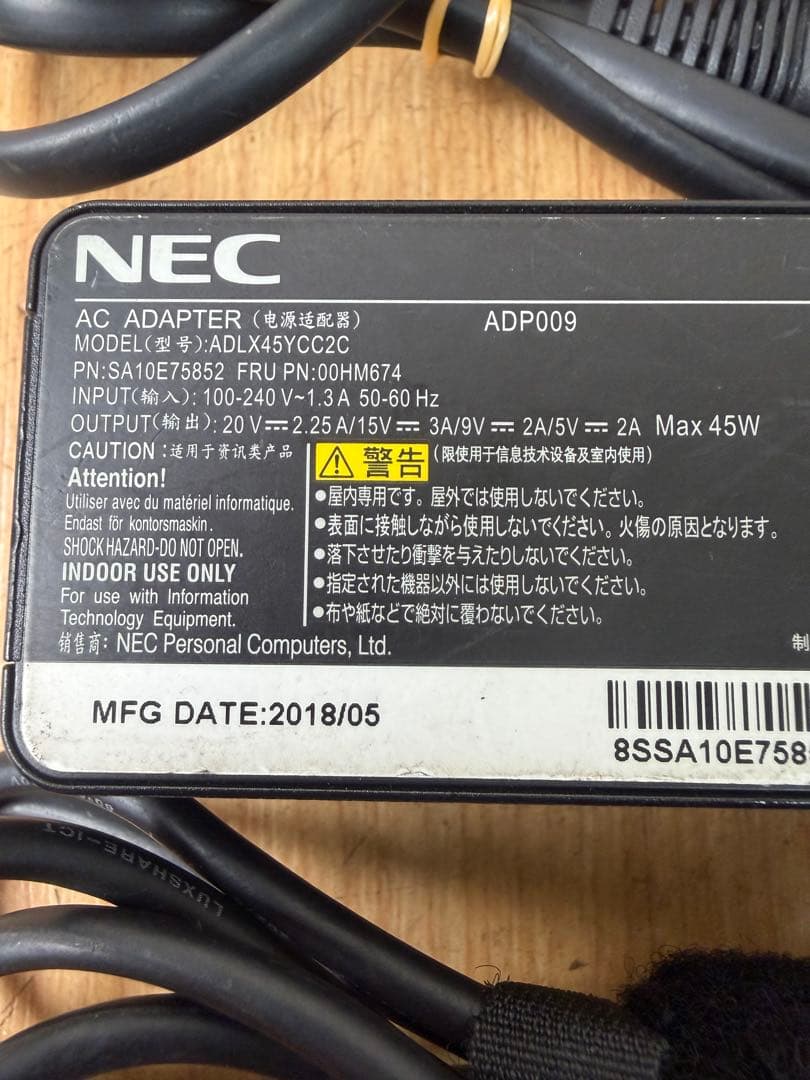 NEC
AC ADAPTER (电源适配器) ADP009
MODEL(型号):ADLX45YCC2C
PN:SA10E75852 FRU PN:00HM674
INPUT(输入): 100-240 V~1.3 A 50-60 Hz
OUTPUT(输出): 20 V⎓2.25 A/15V⎓ 3A/9V⎓ 2A/5V⎓ 2A Max 45W
CAUTION :适用于资讯类产品
Attention!
Utiliser avec du matériel informatique.
Endast för kontorsmaskin.
SHOCK HAZARD-DO NOT OPEN.
INDOOR USE ONLY
For use with Information
Technology Equipment.
⚠警告(限使用于信息技术设备及室内使用)
●屋内専用です。屋外では使用しないでください。
●表面に接触しながら使用しないでください。火傷の原因となります。
●落下させたり衝撃を与えたりしないでください。
●指定された機器以外には使用しないでください。
●布や紙などで絶対に覆わないでください。
销售商: NEC Personal Computers, Ltd.
制
MFG DATE:2018/05
8SSA10E758
LUXSHARE-ICT